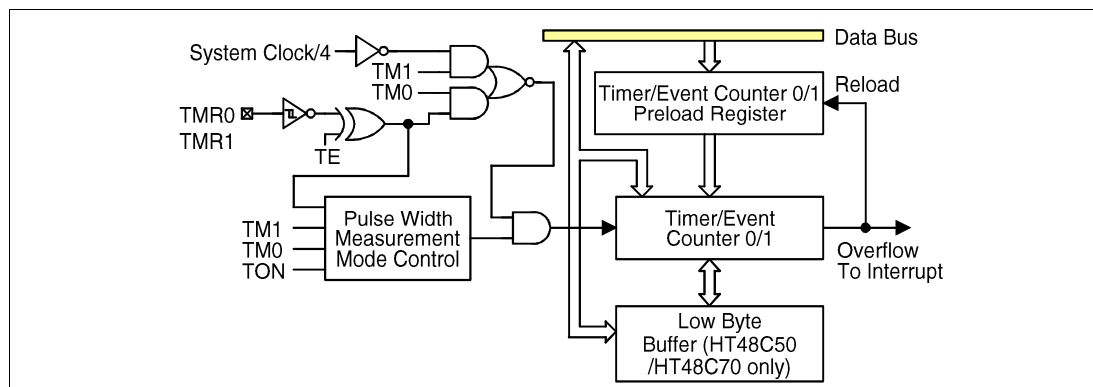 System Clock/4
TM1
TM0
TMR0
TMR1
TE
TM1
TM0
TON
Pulse Width
Measurement
Mode Control
Data Bus
Timer/Event Counter 0/1
Preload Register
Reload
Timer/Event
Counter 0/1
Overflow
To Interrupt
Low Byte
Buffer (HT48C50
/HT48C70 only)